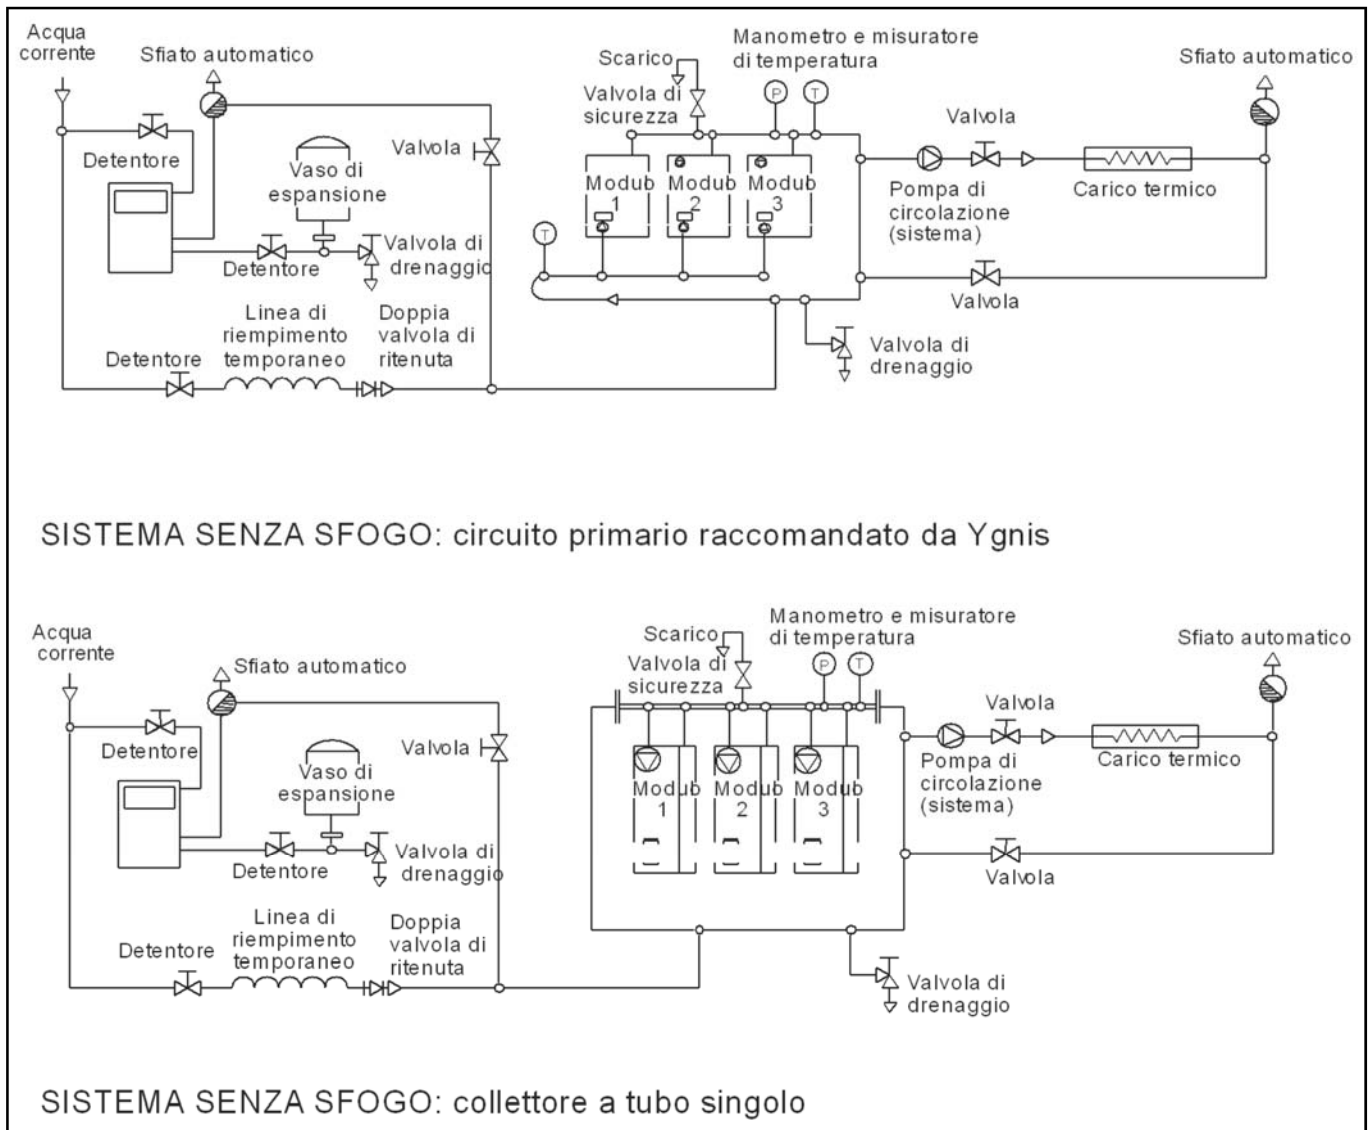 Acqua
corrente
Sfiato automatico
Detentore
Vaso di
espansione
Valvola
Detentore
Valvola di
drenaggio
Linea di
riempimento
temporaneo
Doppia
valvola di
ritenuta
Detentore
Scarico
Valvola di
sicurezza
Manometro e misuratore
di temperatura
P
T
Modub
1
Modub
2
Modub
3
T
Valvola
Pompa di
circolazione
(sistema)
Carico termico
Sfiato automatico
Valvola
Valvola di
drenaggio
SISTEMA SENZA SFOGO: circuito primario raccomandato da Ygnis
Acqua
corrente
Sfiato automatico
Detentore
Vaso di
espansione
Valvola
Detentore
Valvola di
drenaggio
Linea di
riempimento
temporaneo
Doppia
valvola di
ritenuta
Detentore
Scarico
Valvola di
sicurezza
Manometro e misuratore
di temperatura
P
T
Modub
1
Modub
2
Modub
3
Valvola
Pompa di
circolazione
(sistema)
Carico termico
Sfiato automatico
Valvola
Valvola di
drenaggio
SISTEMA SENZA SFOGO: collettore a tubo singolo